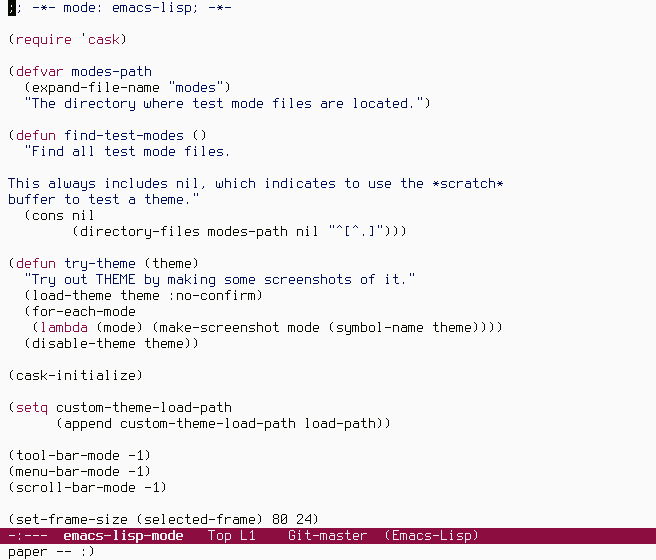 ;; -*- mode: emacs-lisp; -*-

(require 'cask)

(defvar modes-path
  (expand-file-name "modes")
  "The directory where test mode files are located.")

(defun find-test-modes ()
  "Find all test mode files.

This always includes nil, which indicates to use the *scratch*
buffer to test a theme."
  (cons nil
        (directory-files modes-path nil "^[^.]")))

(defun try-theme (theme)
  "Try out THEME by making some screenshots of it."
  (load-theme theme :no-confirm)
  (for-each-mode
   (lambda (mode) (make-screenshot mode (symbol-name theme))))
  (disable-theme theme))

(cask-initialize)

(setq custom-theme-load-path
      (append custom-theme-load-path load-path))

(tool-bar-mode -1)
(menu-bar-mode -1)
(scroll-bar-mode -1)

(set-frame-size (selected-frame) 80 24)
-:---  emacs-lisp-mode   Top L1    Git-master  (Emacs-Lisp)
paper -- :)